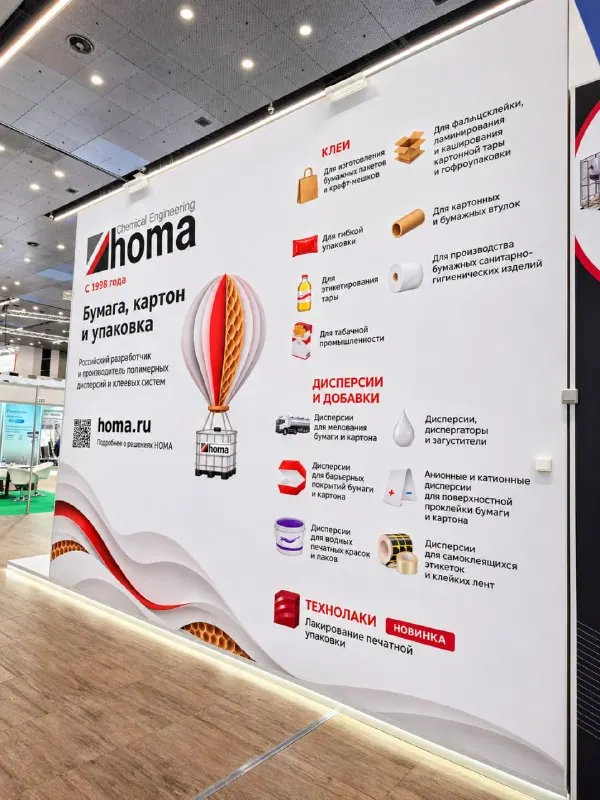 Chemical Engineering
homa
С 1998 года
Бумага, картон
и упаковка
Российский разработчик
и производитель полимерных
дисперсий и клеевых систем
homa.ru
Подробнее о решениях HOMA
homa
КЛЕИ
Для изготовления
бумажных пакетов
и крафт-мешков
Для гибкой
упаковки
Для
этикетирования
тары
Для табачной
промышленности
Для фальцсклейки,
ламинирования
и каширования
картонной тары
и гофроупаковки
Для картонных
и бумажных втулок
Для производства
бумажных санитарно-
гигиенических изделий
ДИСПЕРСИИ
И ДОБАВКИ
Дисперсии
для мелования
бумаги и картона
Дисперсии
для барьерных
покрытий бумаги
и картона
Дисперсии
для водных
печатных красок
и лаков
Дисперсии,
диспергаторы
и загустители
Анионные и катионные
дисперсии
для поверхностной
проклейки бумаги
и картона
Дисперсии
для самоклеящихся
этикеток
и клейких лент
ТЕХНОЛАКИ
НОВИНКА
Лакирование печатной
упаковки